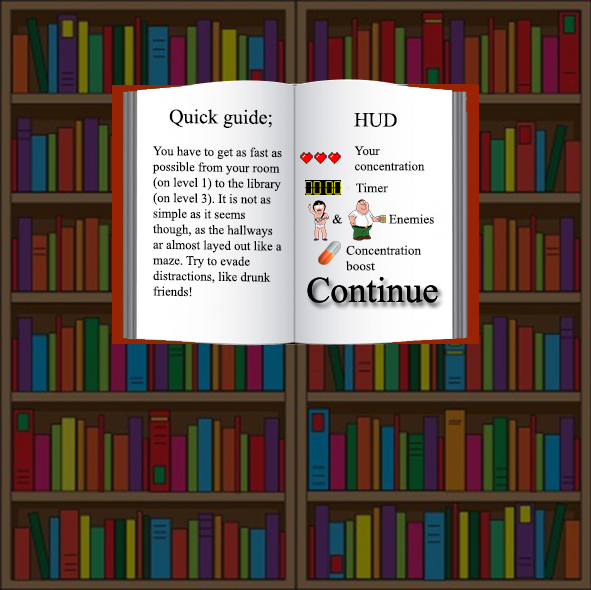 Quick guide;
You have to get as fast as
possible from your room
(on level 1) to the library
(on level 3). It is not as
simple as it seems
though, as the hallways
ar almost layed out like a
maze. Try to evade
distractions, like drunk
friends!
HUD
Your
concentration
00:00 Timer
& Enemies
Concentration
boost
Continue